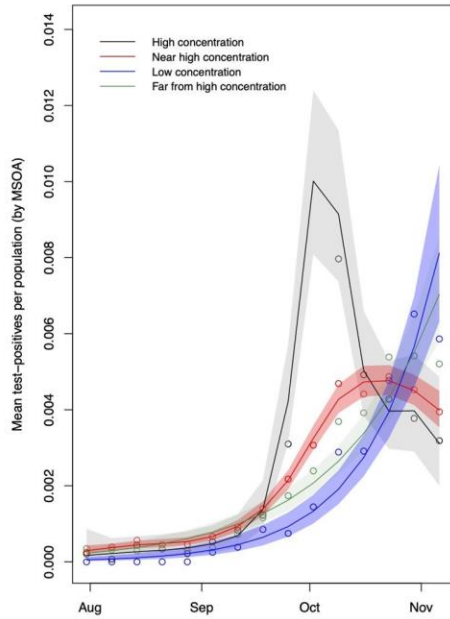 High concentration
Near high concentration
Low concentration
Far from high concentration
Mean test-positives per population (by MSOA)
0.014
0.012
0.010
0.008
0.006
0.004
0.002
0.000
Aug Sep Oct Nov